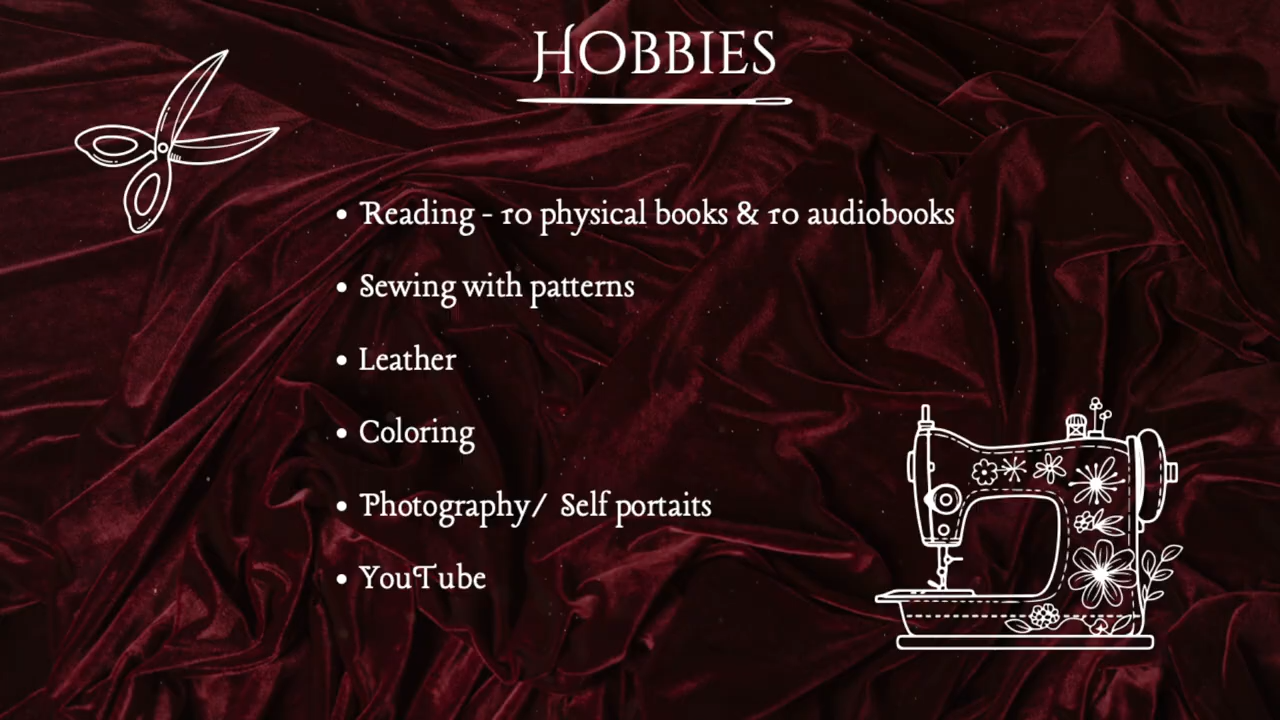 HOBBIES
• Reading - 10 physical books & 10 audiobooks
• Sewing with patterns
• Leather
• Coloring
• Photography/ Self portaits
• YouTube